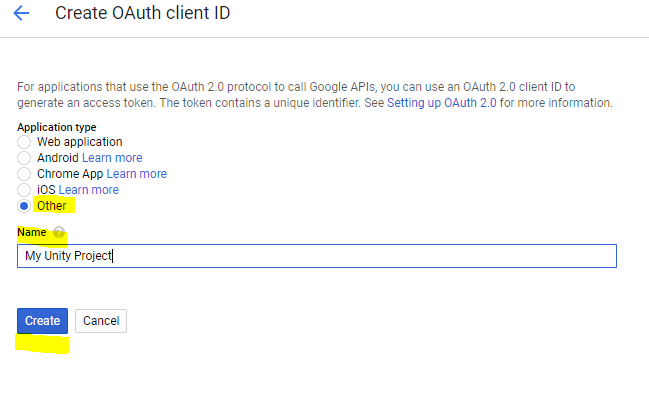 Create OAuth client ID
For applications that use the OAuth 2.0 protocol to call Google APIs, you can use an OAuth 2.0 client ID to
generate an access token. The token contains a unique identifier. See Setting up OAuth 2.0 for more information.
Application type
Web application
Android Learn more
Chrome App Learn more
iOS Learn more
Other
Name ?
My Unity Project
Create Cancel